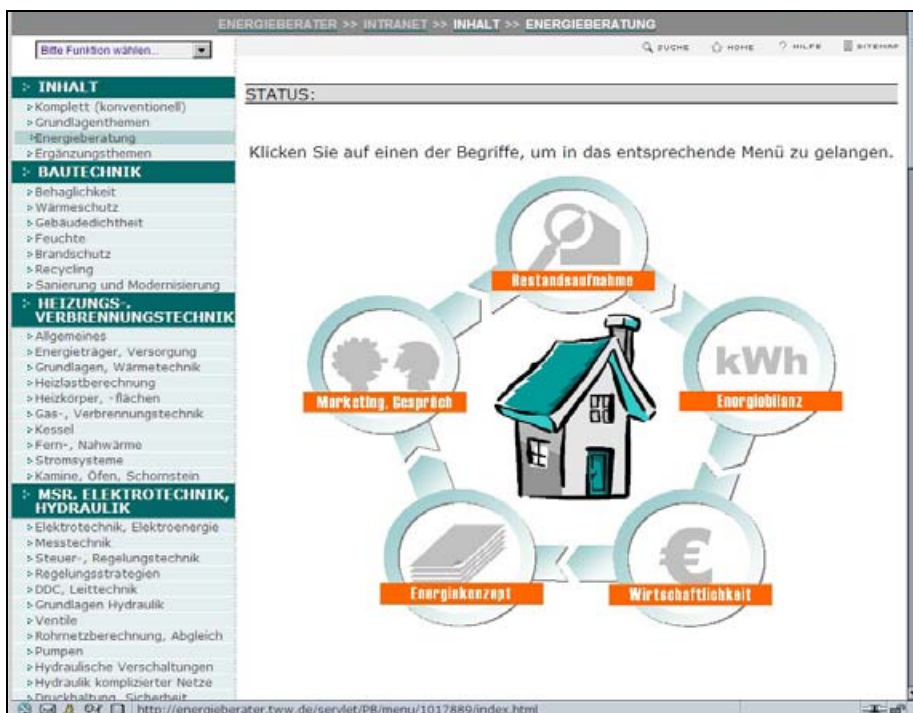 ENERGIEBERATER >> INTRANET >> INHALT >> ENERGIEBERATUNG
Bitte Funktion wählen...
SUCHE HOME ? HILFE SITEMAP
INHALT
Komplett (konventionell)
Grundlagenthemen
Energieberatung
Ergänzungsthemen
BAUTECHNIK
Behaglichkeit
Wärmeschutz
Gebäudedichtheit
Feuchte
Brandschutz
Recycling
Sanierung und Modernisierung
HEIZUNGS-,
VERBRENNUNGSTECHNIK
Allgemeines
Energieträger, Versorgung
Grundlagen, Wärmetechnik
Heizlastberechnung
Heizkörper, -flächen
Gas-, Verbrennungstechnik
Kessel
Fern-, Nahwärme
Stromsysteme
Kamine, Öfen, Schornstein
MSR, ELEKTROTECHNIK,
HYDRAULIK
Elektrotechnik, Elektroenergie
Messtechnik
Steuer-, Regelungstechnik
Regelungsstrategien
DDC, Leittechnik
Grundlagen Hydraulik
Ventile
Rohrnetzberechnung, Abgleich
Pumpen
Hydraulische Verschaltungen
Hydraulik komplizierter Netze
Druckhaltung, Sicherheit
STATUS:
Klicken Sie auf einen der Begriffe, um in das entsprechende Menü zu gelangen.
Bestandsaufnahme
kWh
Energiebilanz
Marketing, Gespräch
€
Wirtschaftlichkeit
Energiekonzept
http://energieberater.tww.de/servlet/PB/menu/1017889/index.html